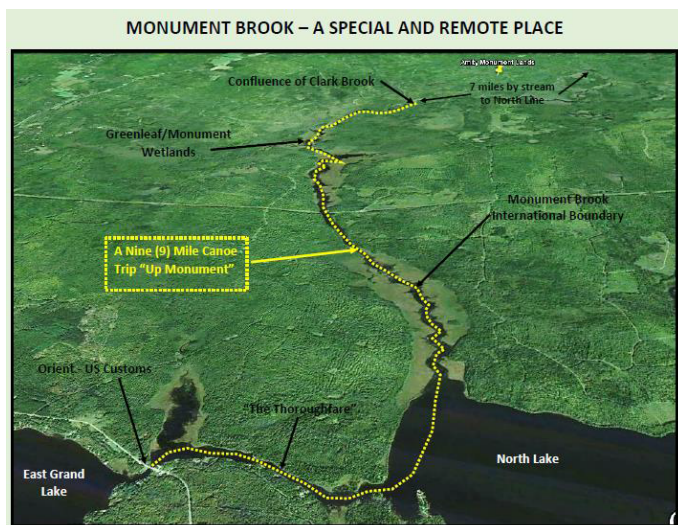 MONUMENT BROOK – A SPECIAL AND REMOTE PLACE
Amity Monument Lands
Confluence of Clark Brook
7 miles by stream
to North Line
Greenleaf/Monument
Wetlands
Monument Brook
International Boundary
A Nine (9) Mile Canoe
Trip "Up Monument"
Orient - US Customs
"The Thoroughfare"
East Grand
Lake
North Lake